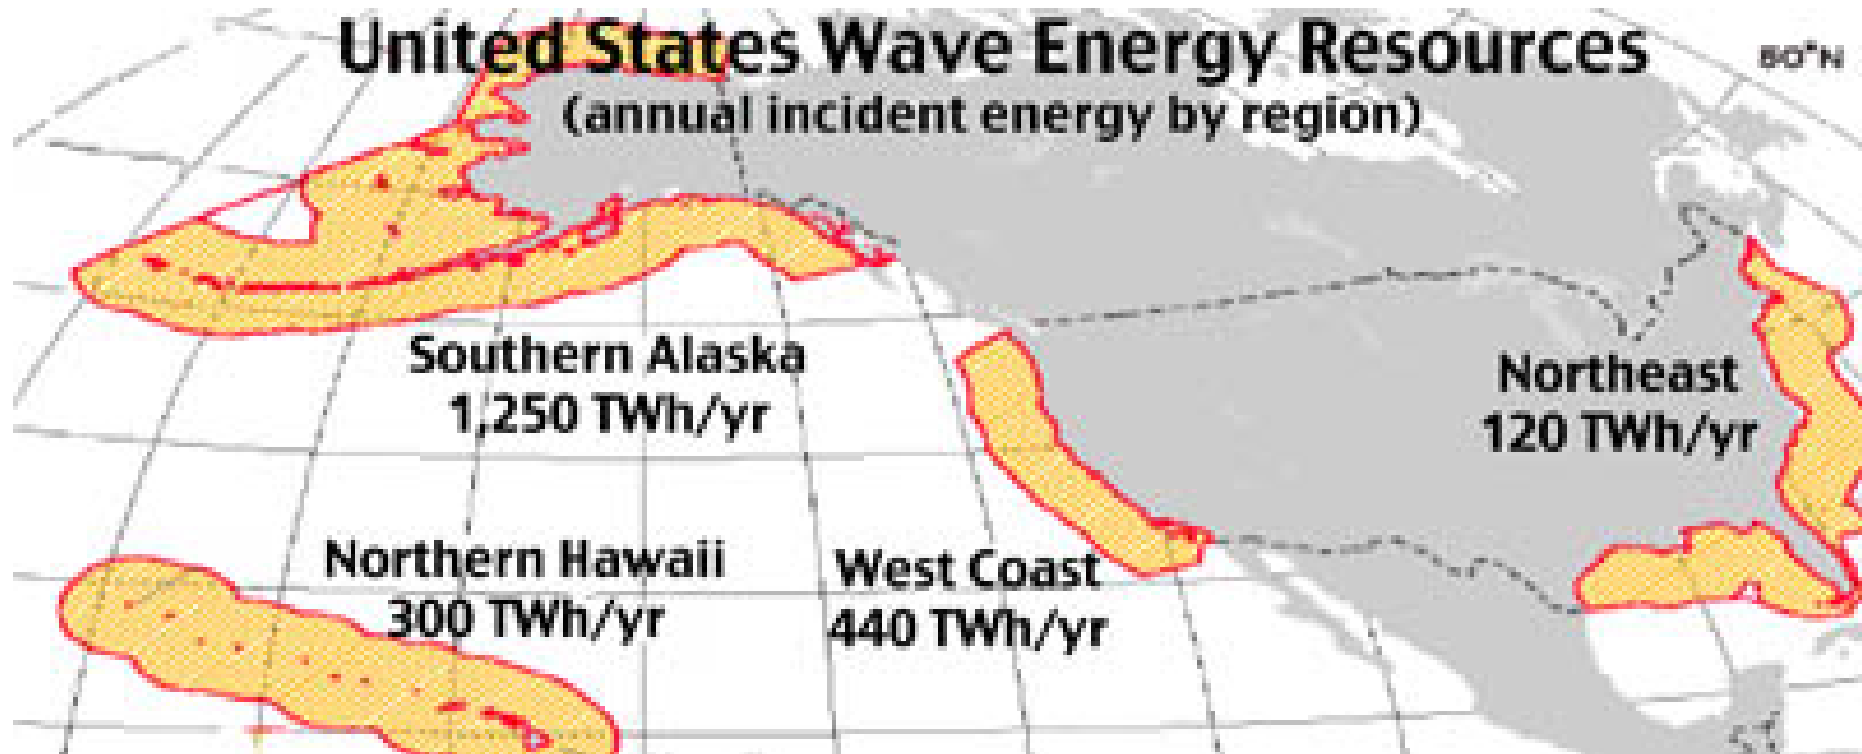 United States Wave Energy Resources
(annual incident energy by region)
60°N
Southern Alaska
1,250 TWh/yr
Northeast
120 TWh/yr
Northern Hawaii
300 TWh/yr
West Coast
440 TWh/yr